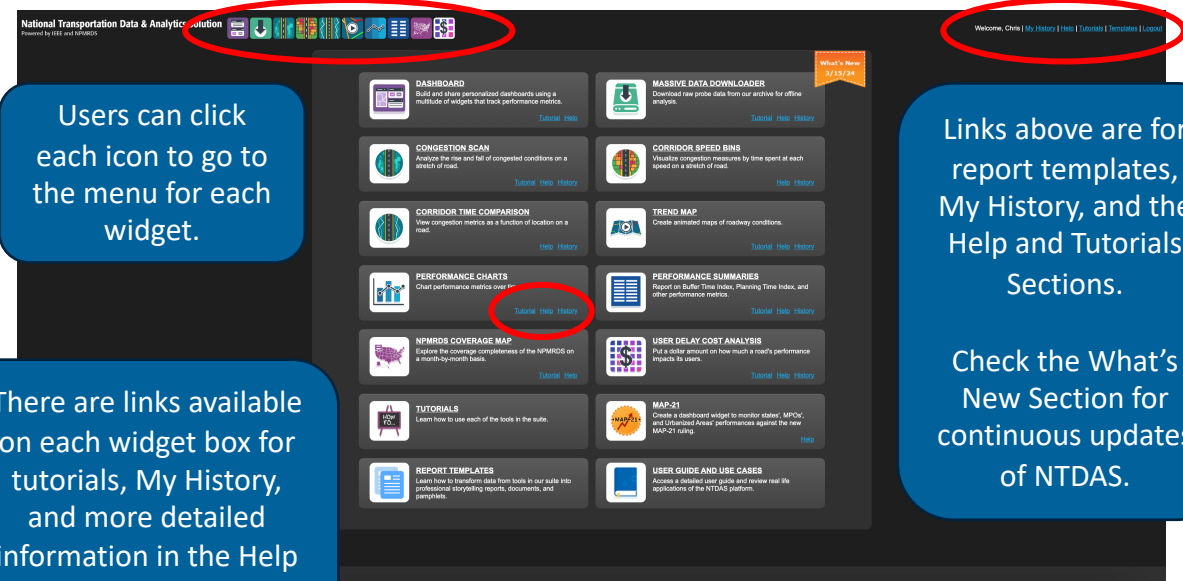 National Transportation Data & Analytics Solution
Powered by IEEE and NPMRDS
Welcome, Chris | My History | Help | Tutorials | Templates | Logout
What's New
3/15/24
Users can click
each icon to go to
the menu for each
widget.
There are links available
on each widget box for
tutorials, My History,
and more detailed
information in the Help
DASHBOARD
Build and share personalized dashboards using a
multitude of widgets that track performance metrics.
Tutorial Help
MASSIVE DATA DOWNLOADER
Download raw probe data from our archive for offline
analysis.
Tutorial Help History
CONGESTION SCAN
Analyze the rise and fall of congested conditions on a
stretch of road.
Tutorial Help History
CORRIDOR SPEED BINS
Visualize congestion measures by time spent at each
speed on a stretch of road.
Help History
CORRIDOR TIME COMPARISON
View congestion metrics as a function of location on a
road.
Help History
TREND MAP
Create animated maps of roadway conditions.
Tutorial Help History
PERFORMANCE CHARTS
Chart performance metrics over
Tutorial Help History
PERFORMANCE SUMMARIES
Report on Buffer Time Index, Planning Time Index, and
other performance metrics.
Tutorial Help History
NPMRDS COVERAGE MAP
Explore the coverage completeness of the NPMRDS on
a month-by-month basis.
Tutorial Help
USER DELAY COST ANALYSIS
Put a dollar amount on how much a road's performance
impacts its users.
Tutorial Help History
HOW
TO...
TUTORIALS
Learn how to use each of the tools in the suite.
MAP-21
MAP-21
Create a dashboard widget to monitor states', MPOs',
and Urbanized Areas' performances against the new
MAP-21 ruling.
Help
REPORT TEMPLATES
Learn how to transform data from tools in our suite into
professional storytelling reports, documents, and
pamphlets.
USER GUIDE AND USE CASES
Access a detailed user guide and review real life
applications of the NTDAS platform.
Links above are for
report templates,
My History, and the
Help and Tutorials
Sections.
Check the What's
New Section for
continuous updates
of NTDAS.